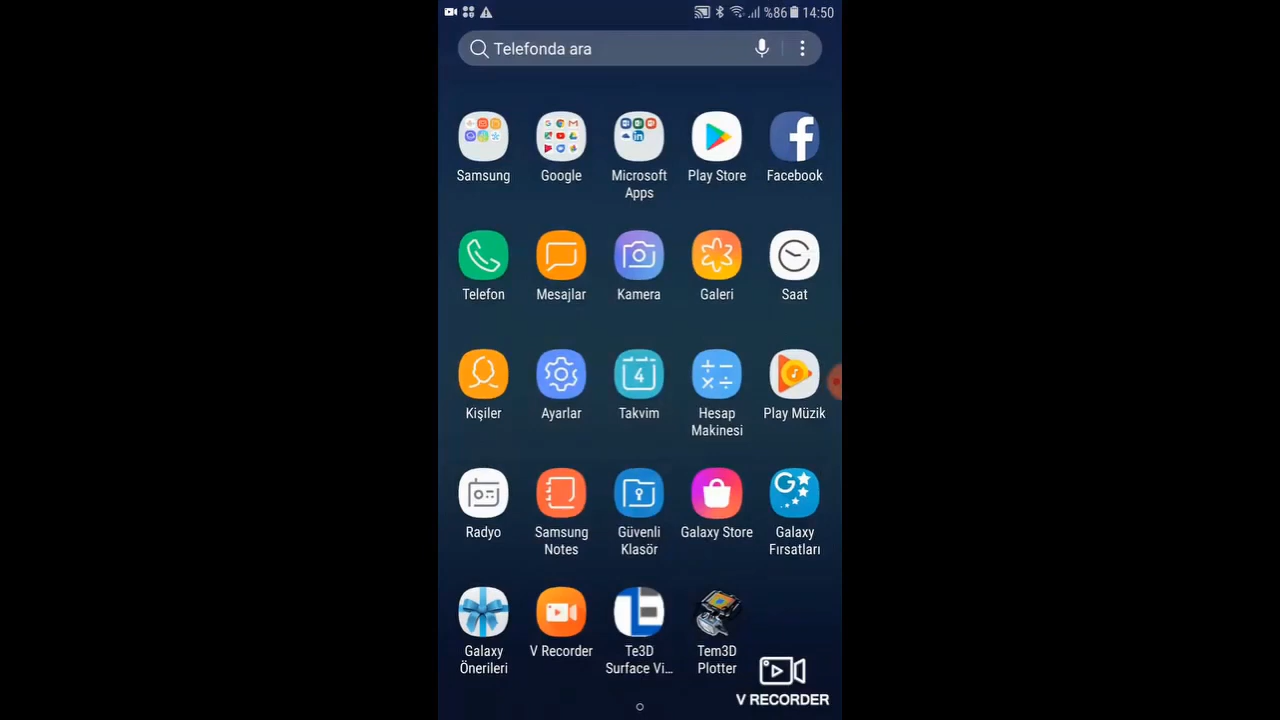 %86 14:50
Telefonda ara
Samsung
Google
Microsoft
Apps
Play Store
Facebook
Telefon
Mesajlar
Kamera
Galeri
Saat
Kişiler
Ayarlar
4
Takvim
Hesap
Makinesi
Play Müzik
Radyo
Samsung
Notes
Güvenli
Klasör
Galaxy Store
Galaxy
Fırsatları
Galaxy
Önerileri
V Recorder
Te3D
Surface Vi...
Tem3D
Plotter
V RECORDER